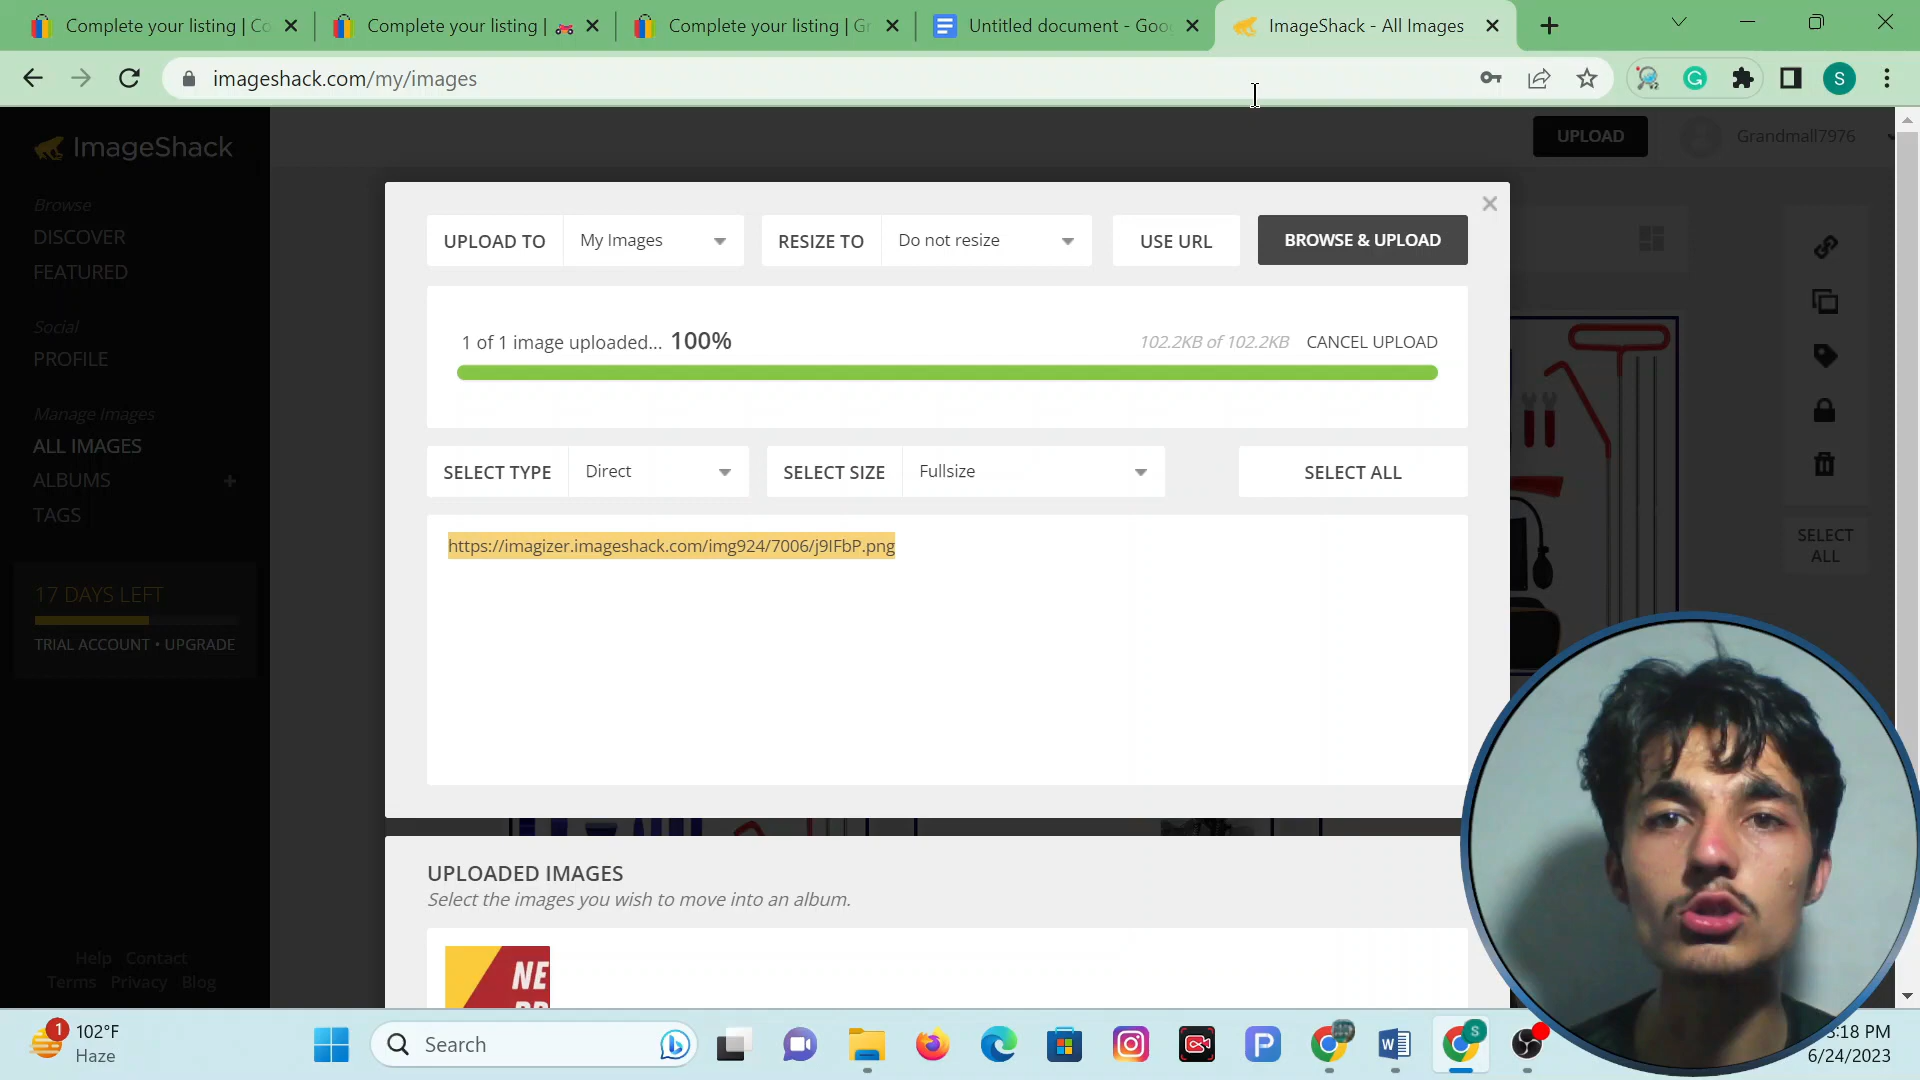 Complete your listing | Co
Complete your listing |
Complete your listing | Gr
Untitled document - Goo
ImageShack - All Images
imageshack.com/my/images
S
ImageShack
UPLOAD
Grandmall7976
Browse
DISCOVER
FEATURED
Social
PROFILE
Manage Images
ALL IMAGES
ALBUMS +
TAGS
17 DAYS LEFT
TRIAL ACCOUNT • UPGRADE
Help Contact
Terms Privacy Blog
UPLOAD TO My Images
RESIZE TO Do not resize
USE URL
BROWSE & UPLOAD
1 of 1 image uploaded... 100%
102.2KB of 102.2KB CANCEL UPLOAD
SELECT TYPE Direct
SELECT SIZE Fullsize
SELECT ALL
https://imagizer.imageshack.com/img924/7006/j9IFbP.png
SELECT
ALL
UPLOADED IMAGES
Select the images you wish to move into an album.
NE
1
102°F
Haze
Search
S
:18 PM
6/24/2023